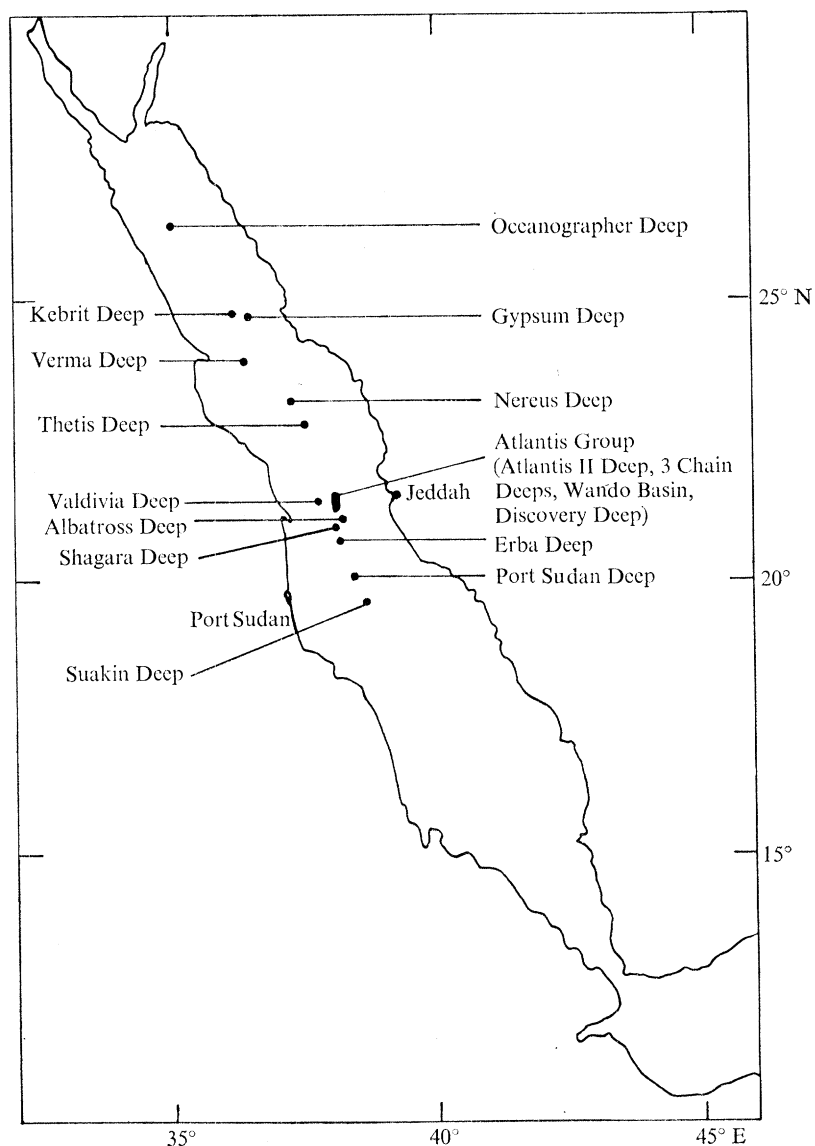 Oceanographer Deep
25° N
Kebrit Deep
Gypsum Deep
Verma Deep
Nereus Deep
Thetis Deep
Atlantis Group
(Atlantis II Deep, 3 Chain
Deeps, Wando Basin,
Discovery Deep)
Jeddah
Valdivia Deep
Albatross Deep
Shagara Deep
Erba Deep
Port Sudan Deep
20°
Port Sudan
Suakin Deep
15°
35°
40°
45° E